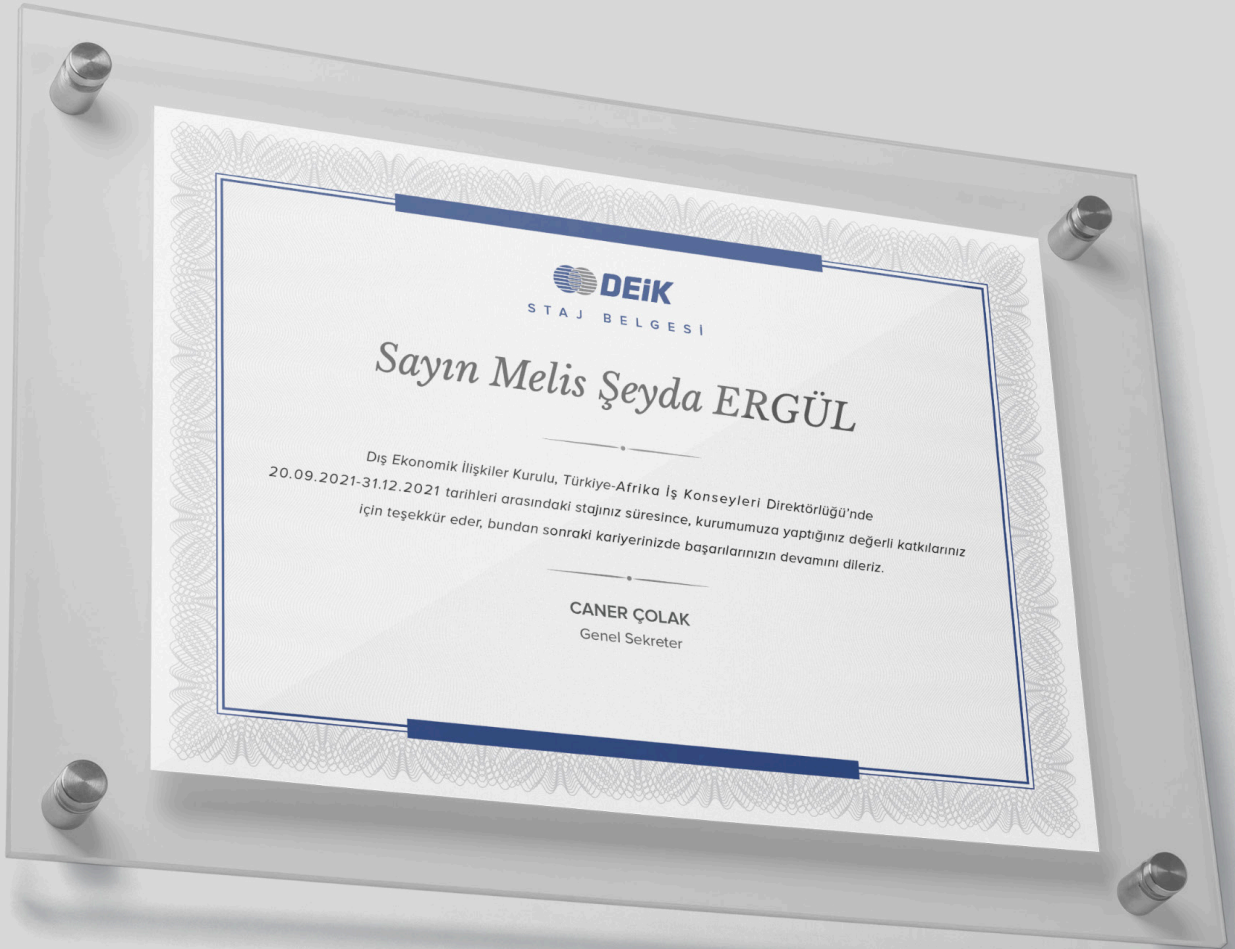 DEiK
STAJ BELGESİ
Sayın Melis Şeyda ERGÜL
Dış Ekonomik İlişkiler Kurulu, Türkiye-Afrika İş Konseyleri Direktörlüğü'nde
20.09.2021-31.12.2021 tarihleri arasındaki stajınız süresince, kurumumuza yaptığınız değerli katkılarınız
için teşekkür eder, bundan sonraki kariyerinizde başarılarınızın devamını dileriz.
CANER ÇOLAK
Genel Sekreter